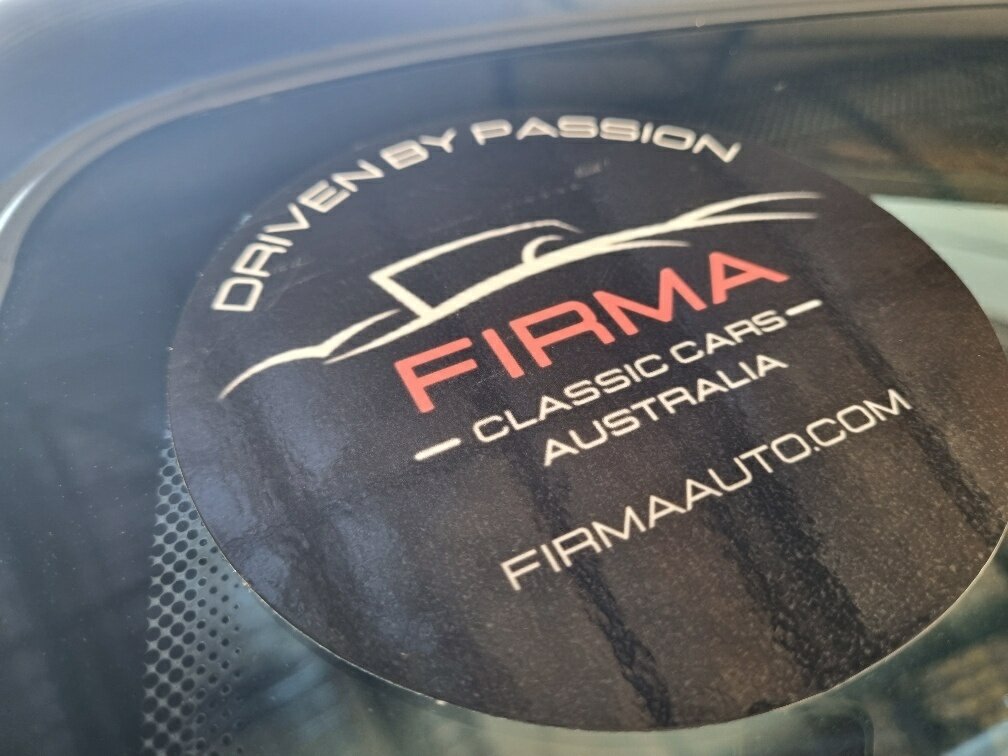 DRIVEN BY PASSION
FIRMA
CLASSIC CARS
AUSTRALIA
FIRMAAUTO.COM